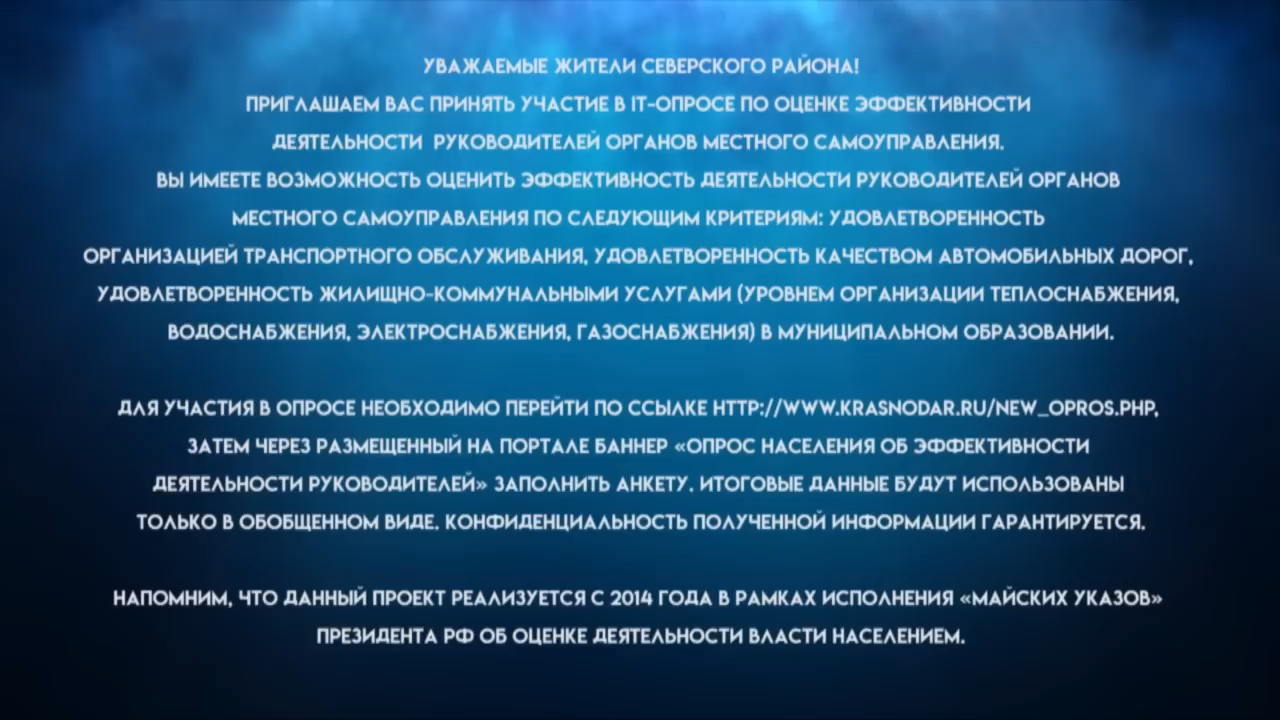 УВАЖАЕМЫЕ ЖИТЕЛИ СЕВЕРСКОГО РАЙОНА!
ПРИГЛАШАЕМ ВАС ПРИНЯТЬ УЧАСТИЕ В IT-ОПРОСЕ ПО ОЦЕНКЕ ЭФФЕКТИВНОСТИ
ДЕЯТЕЛЬНОСТИ РУКОВОДИТЕЛЕЙ ОРГАНОВ МЕСТНОГО САМОУПРАВЛЕНИЯ.
ВЫ ИМЕЕТЕ ВОЗМОЖНОСТЬ ОЦЕНИТЬ ЭФФЕКТИВНОСТЬ ДЕЯТЕЛЬНОСТИ РУКОВОДИТЕЛЕЙ ОРГАНОВ
МЕСТНОГО САМОУПРАВЛЕНИЯ ПО СЛЕДУЮЩИМ КРИТЕРИЯМ: УДОВЛЕТВОРЕННОСТЬ
ОРГАНИЗАЦИЕЙ ТРАНСПОРТНОГО ОБСЛУЖИВАНИЯ, УДОВЛЕТВОРЕННОСТЬ КАЧЕСТВОМ АВТОМОБИЛЬНЫХ ДОРОГ,
УДОВЛЕТВОРЕННОСТЬ ЖИЛИЩНО-КОММУНАЛЬНЫМИ УСЛУГАМИ (УРОВНЕМ ОРГАНИЗАЦИИ ТЕПЛОСНАБЖЕНИЯ,
ВОДОСНАБЖЕНИЯ, ЭЛЕКТРОСНАБЖЕНИЯ, ГАЗОСНАБЖЕНИЯ) В МУНИЦИПАЛЬНОМ ОБРАЗОВАНИИ.
ДЛЯ УЧАСТИЯ В ОПРОСЕ НЕОБХОДИМО ПЕРЕЙТИ ПО ССЫЛКЕ HTTP://WWW.KRASNODAR.RU/NEW_OPROS.PHP,
ЗАТЕМ ЧЕРЕЗ РАЗМЕЩЕННЫЙ НА ПОРТАЛЕ БАННЕР «ОПРОС НАСЕЛЕНИЯ ОБ ЭФФЕКТИВНОСТИ
ДЕЯТЕЛЬНОСТИ РУКОВОДИТЕЛЕЙ» ЗАПОЛНИТЬ АНКЕТУ. ИТОГОВЫЕ ДАННЫЕ БУДУТ ИСПОЛЬЗОВАНЫ
ТОЛЬКО В ОБОБЩЕННОМ ВИДЕ. КОНФИДЕНЦИАЛЬНОСТЬ ПОЛУЧЕННОЙ ИНФОРМАЦИИ ГАРАНТИРУЕТСЯ.
НАПОМНИМ, ЧТО ДАННЫЙ ПРОЕКТ РЕАЛИЗУЕТСЯ С 2014 ГОДА В РАМКАХ ИСПОЛНЕНИЯ «МАЙСКИХ УКАЗОВ»
ПРЕЗИДЕНТА РФ ОБ ОЦЕНКЕ ДЕЯТЕЛЬНОСТИ ВЛАСТИ НАСЕЛЕНИЕМ.